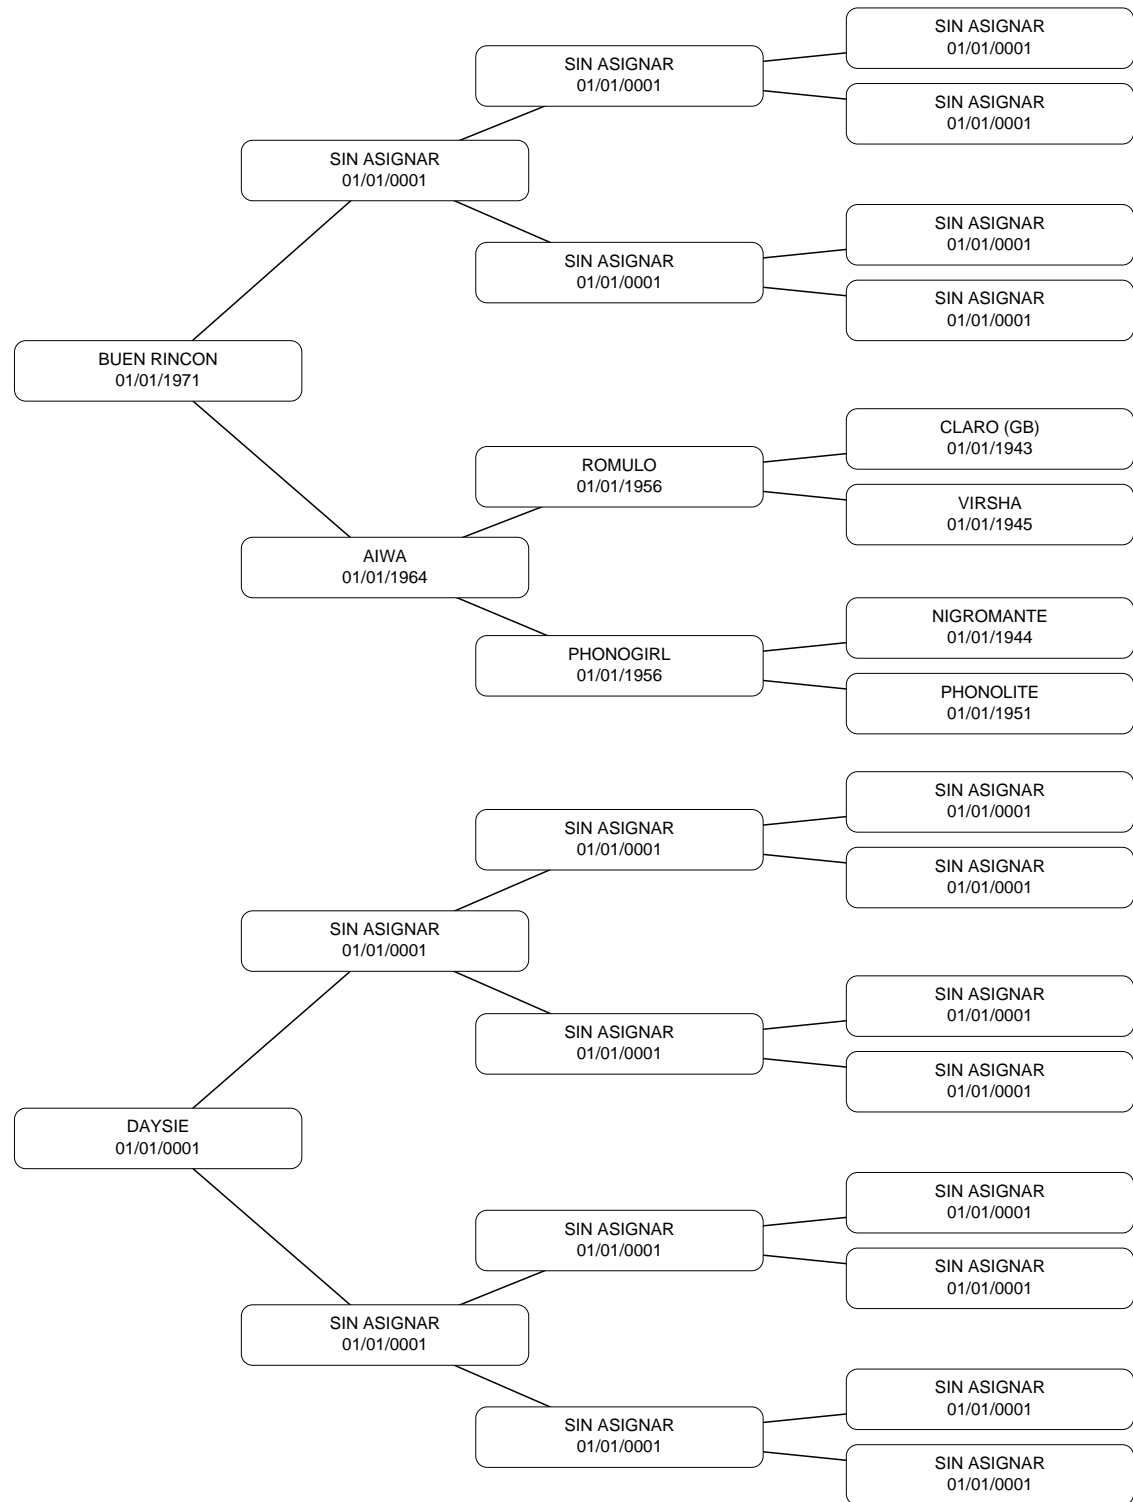 SIN ASIGNAR
01/01/0001
SIN ASIGNAR
01/01/0001
SIN ASIGNAR
01/01/0001
SIN ASIGNAR
01/01/0001
SIN ASIGNAR
01/01/0001
SIN ASIGNAR
01/01/0001
SIN ASIGNAR
01/01/0001
BUEN RINCON
01/01/1971
CLARO (GB)
01/01/1943
ROMULO
01/01/1956
VIRSHA
01/01/1945
AIWA
01/01/1964
NIGROMANTE
01/01/1944
PHONOGIRL
01/01/1956
PHONOLITE
01/01/1951
SIN ASIGNAR
01/01/0001
SIN ASIGNAR
01/01/0001
SIN ASIGNAR
01/01/0001
SIN ASIGNAR
01/01/0001
SIN ASIGNAR
01/01/0001
SIN ASIGNAR
01/01/0001
SIN ASIGNAR
01/01/0001
DAYSIE
01/01/0001
SIN ASIGNAR
01/01/0001
SIN ASIGNAR
01/01/0001
SIN ASIGNAR
01/01/0001
SIN ASIGNAR
01/01/0001
SIN ASIGNAR
01/01/0001
SIN ASIGNAR
01/01/0001
SIN ASIGNAR
01/01/0001